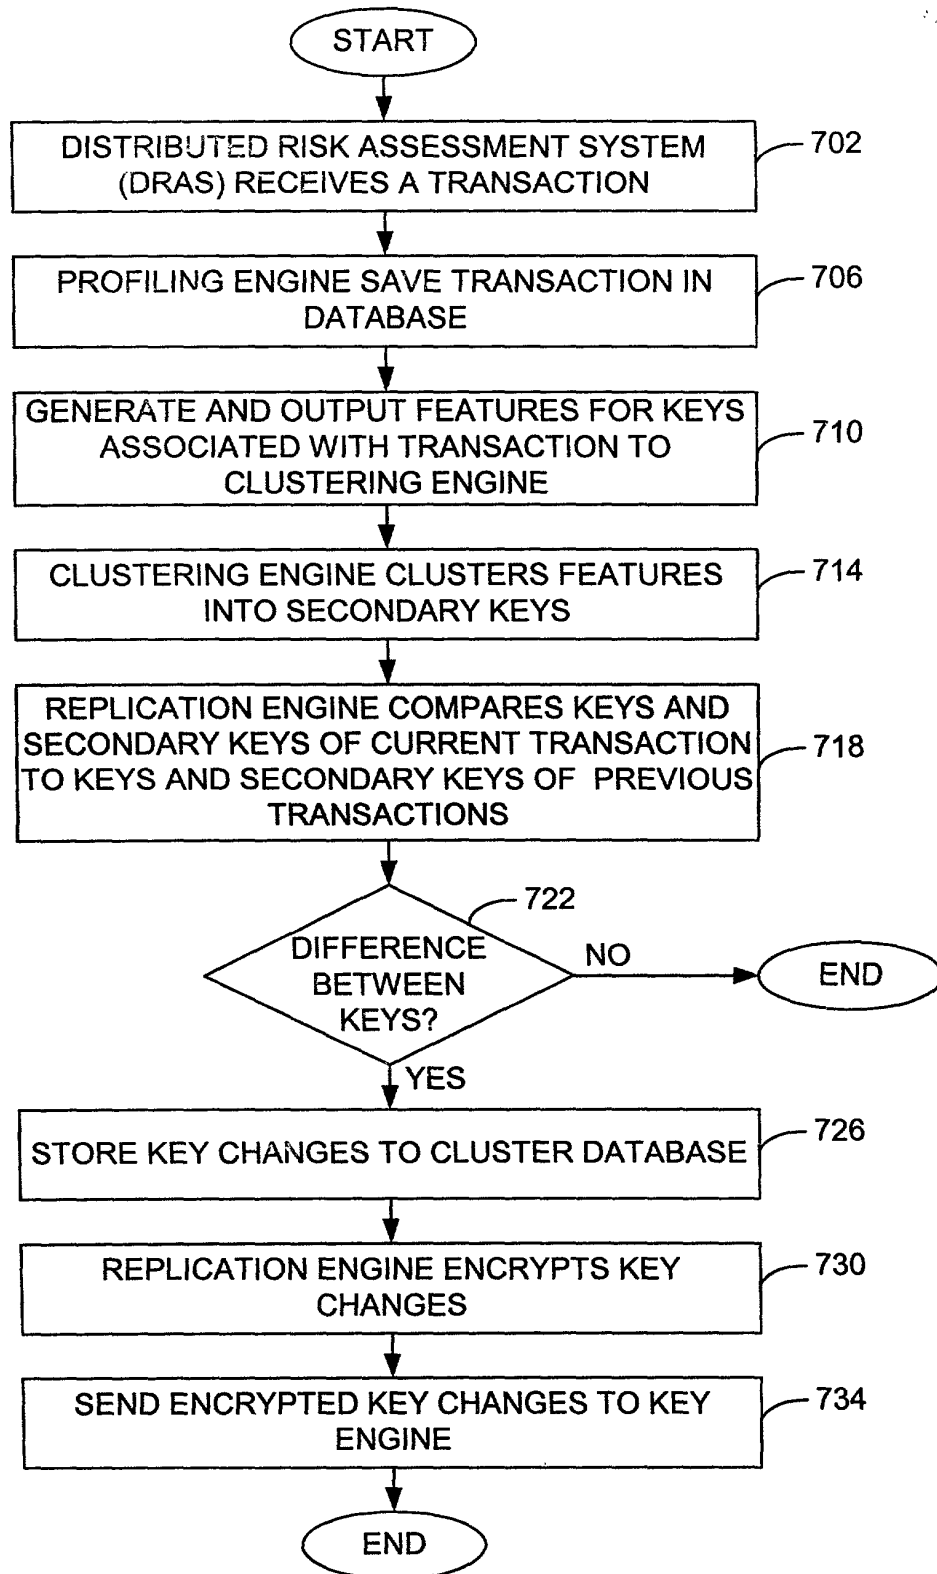 START
DISTRIBUTED RISK ASSESSMENT SYSTEM
(DRAS) RECEIVES A TRANSACTION
702
PROFILING ENGINE SAVE TRANSACTION IN
DATABASE
706
GENERATE AND OUTPUT FEATURES FOR KEYS
ASSOCIATED WITH TRANSACTION TO
CLUSTERING ENGINE
710
CLUSTERING ENGINE CLUSTERS FEATURES
INTO SECONDARY KEYS
714
REPLICATION ENGINE COMPARES KEYS AND
SECONDARY KEYS OF CURRENT TRANSACTION
TO KEYS AND SECONDARY KEYS OF PREVIOUS
TRANSACTIONS
718
722
DIFFERENCE
BETWEEN
KEYS?
NO
END
YES
STORE KEY CHANGES TO CLUSTER DATABASE
726
REPLICATION ENGINE ENCRYPTS KEY
CHANGES
730
SEND ENCRYPTED KEY CHANGES TO KEY
ENGINE
734
END